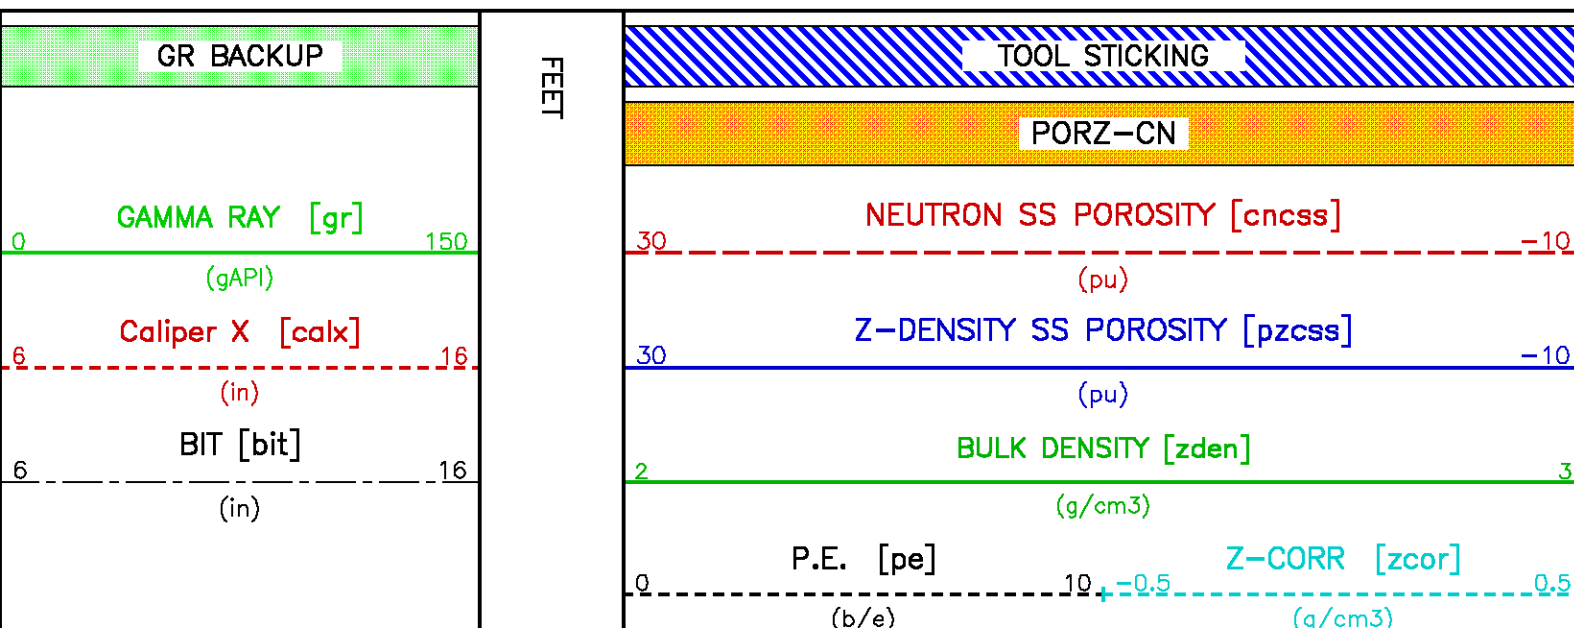 GR BACKUP
GAMMA RAY [gr]
0 150
(gAPI)
Caliper X [calx]
6 16
(in)
BIT [bit]
6 16
(in)
FEET
TOOL STICKING
PORZ-CN
NEUTRON SS POROSITY [cncss]
30 -10
(pu)
Z-DENSITY SS POROSITY [pzcss]
30 -10
(pu)
BULK DENSITY [zden]
2 3
(g/cm3)
P.E. [pe]
0 10
(b/e)
Z-CORR [zcor]
-0.5 0.5
(g/cm3)